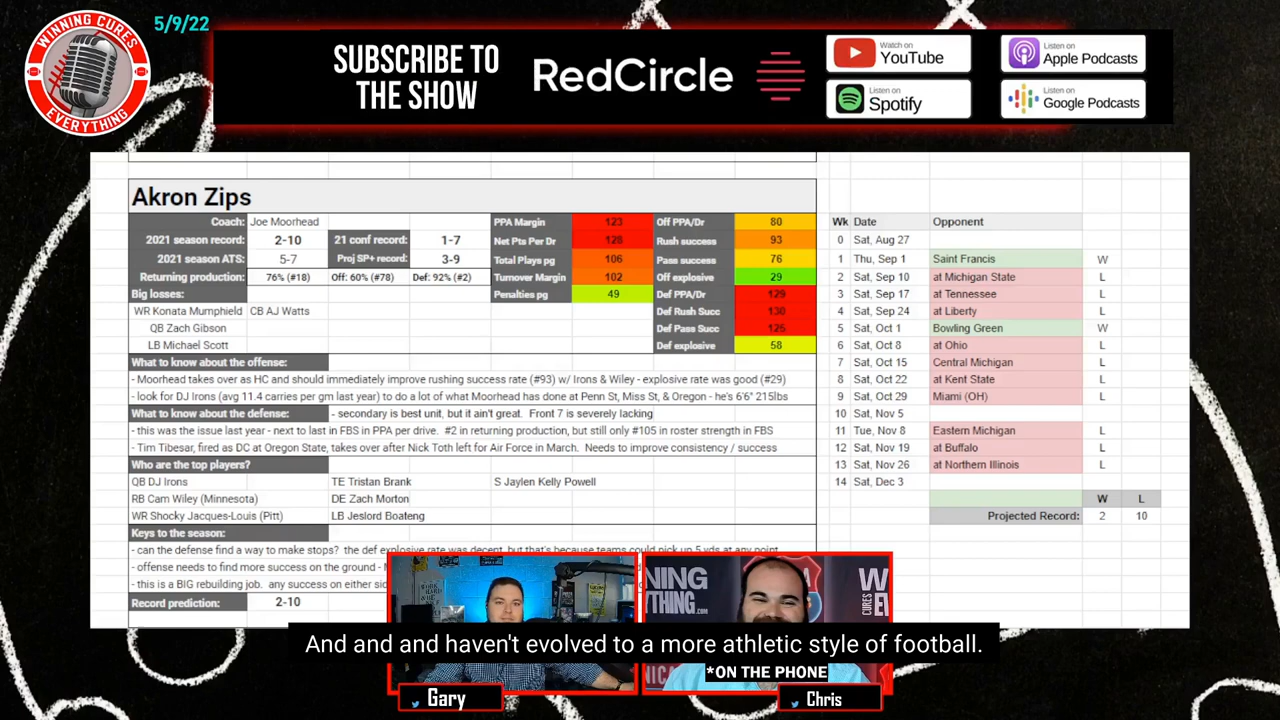 5/9/22
WINNING CURES
EVERYTHING
SUBSCRIBE TO
THE SHOW
RedCircle
Watch on
YouTube
Listen on
Apple Podcasts
Listen on
Spotify
Listen on
Google Podcasts
Akron Zips
Coach: Joe Moorhead PPA Margin 123 Off PPA/Dr 80
2021 season record: 2-10 21 conf record: 1-7 Net Pts Per Dr 128 Rush success 93
2021 season ATS: 5-7 Proj SP+ record: 3-9 Total Plays pg 106 Pass success 76
Returning production: 76% (#18) Off: 60% (#78) Def: 92% (#2) Turnover Margin 102 Off explosive 29
Big losses: Penalties pg 49 Def PPA/Dr 129
WR Konata Mumphield CB AJ Watts Def Rush Succ 130
QB Zach Gibson Def Pass Succ 125
LB Michael Scott Def explosive 58
What to know about the offense:
- Moorhead takes over as HC and should immediately improve rushing success rate (#93) w/ Irons & Wiley - explosive rate was good (#29)
- look for DJ Irons (avg 11.4 carries per gm last year) to do a lot of what Moorhead has done at Penn St, Miss St, & Oregon - he's 6'6" 215lbs
What to know about the defense: - secondary is best unit, but it ain't great. Front 7 is severely lacking
- this was the issue last year - next to last in FBS in PPA per drive. #2 in returning production, but still only #105 in roster strength in FBS
- Tim Tibesar, fired as DC at Oregon State, takes over after Nick Toth left for Air Force in March. Needs to improve consistency / success
Who are the top players?
QB DJ Irons TE Tristan Brank S Jaylen Kelly Powell
RB Cam Wiley (Minnesota) DE Zach Morton
WR Shocky Jacques-Louis (Pitt) LB Jeslord Boateng
Keys to the season:
- can the defense find a way to make stops? the def explosive rate was decent, but that's because teams could pick up 5 yds at any point
- offense needs to find more success on the ground -
- this is a BIG rebuilding job. any success on either
Record prediction: 2-10
Wk Date Opponent
0 Sat, Aug 27
1 Thu, Sep 1 Saint Francis W
2 Sat, Sep 10 at Michigan State L
3 Sat, Sep 17 at Tennessee L
4 Sat, Sep 24 at Liberty L
5 Sat, Oct 1 Bowling Green W
6 Sat, Oct 8 at Ohio L
7 Sat, Oct 15 Central Michigan L
8 Sat, Oct 22 at Kent State L
9 Sat, Oct 29 Miami (OH) L
10 Sat, Nov 5
11 Tue, Nov 8 Eastern Michigan L
12 Sat, Nov 19 at Buffalo L
13 Sat, Nov 26 at Northern Illinois L
14 Sat, Dec 3
W L
Projected Record: 2 10
And and and haven't evolved to a more athletic style of football.
*ON THE PHONE
Gary
Chris